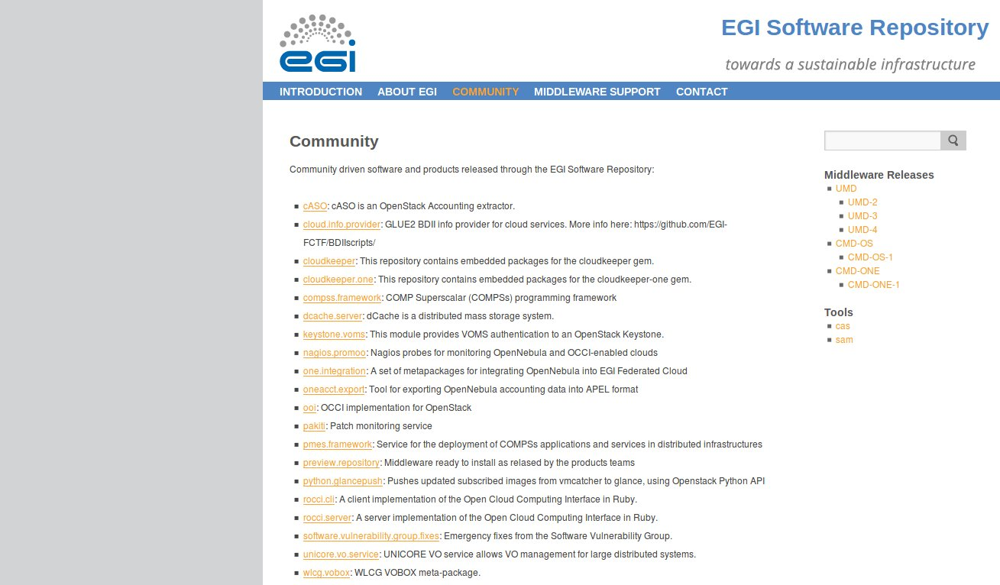 egi
EGI Software Repository
towards a sustainable infrastructure
INTRODUCTION ABOUT EGI COMMUNITY MIDDLEWARE SUPPORT CONTACT
Community
Community driven software and products released through the EGI Software Repository:
cASO: cASO is an OpenStack Accounting extractor.
cloud.info.provider: GLUE2 BDII info provider for cloud services. More info here: https://github.com/EGI-
FCTF/BDIIscripts/
cloudkeeper: This repository contains embedded packages for the cloudkeeper gem.
cloudkeeper.one: This repository contains embedded packages for the cloudkeeper-one gem.
compss.framework: COMP Superscalar (COMPSs) programming framework
dcache.server: dCache is a distributed mass storage system.
keystone.voms: This module provides VOMS authentication to an OpenStack Keystone.
nagios.promoo: Nagios probes for monitoring OpenNebula and OCCI-enabled clouds
one.integration: A set of metapackages for integrating OpenNebula into EGI Federated Cloud
oneacct.export: Tool for exporting OpenNebula accounting data into APEL format
ooi: OCCI implementation for OpenStack
pakiti: Patch monitoring service
pmes.framework: Service for the deployment of COMPSs applications and services in distributed infrastructures
preview.repository: Middleware ready to install as relased by the products teams
python.glancepush: Pushes updated subscribed images from vmcatcher to glance, using Openstack Python API
rocci.cli: A client implementation of the Open Cloud Computing Interface in Ruby.
rocci.server: A server implementation of the Open Cloud Computing Interface in Ruby.
software.vulnerability.group.fixes: Emergency fixes from the Software Vulnerability Group.
unicore.vo.service: UNICORE VO service allows VO management for large distributed systems.
wlcg.vobox: WLCG VOBOX meta-package.
Middleware Releases
UMD
UMD-2
UMD-3
UMD-4
CMD-OS
CMD-OS-1
CMD-ONE
CMD-ONE-1
Tools
cas
sam